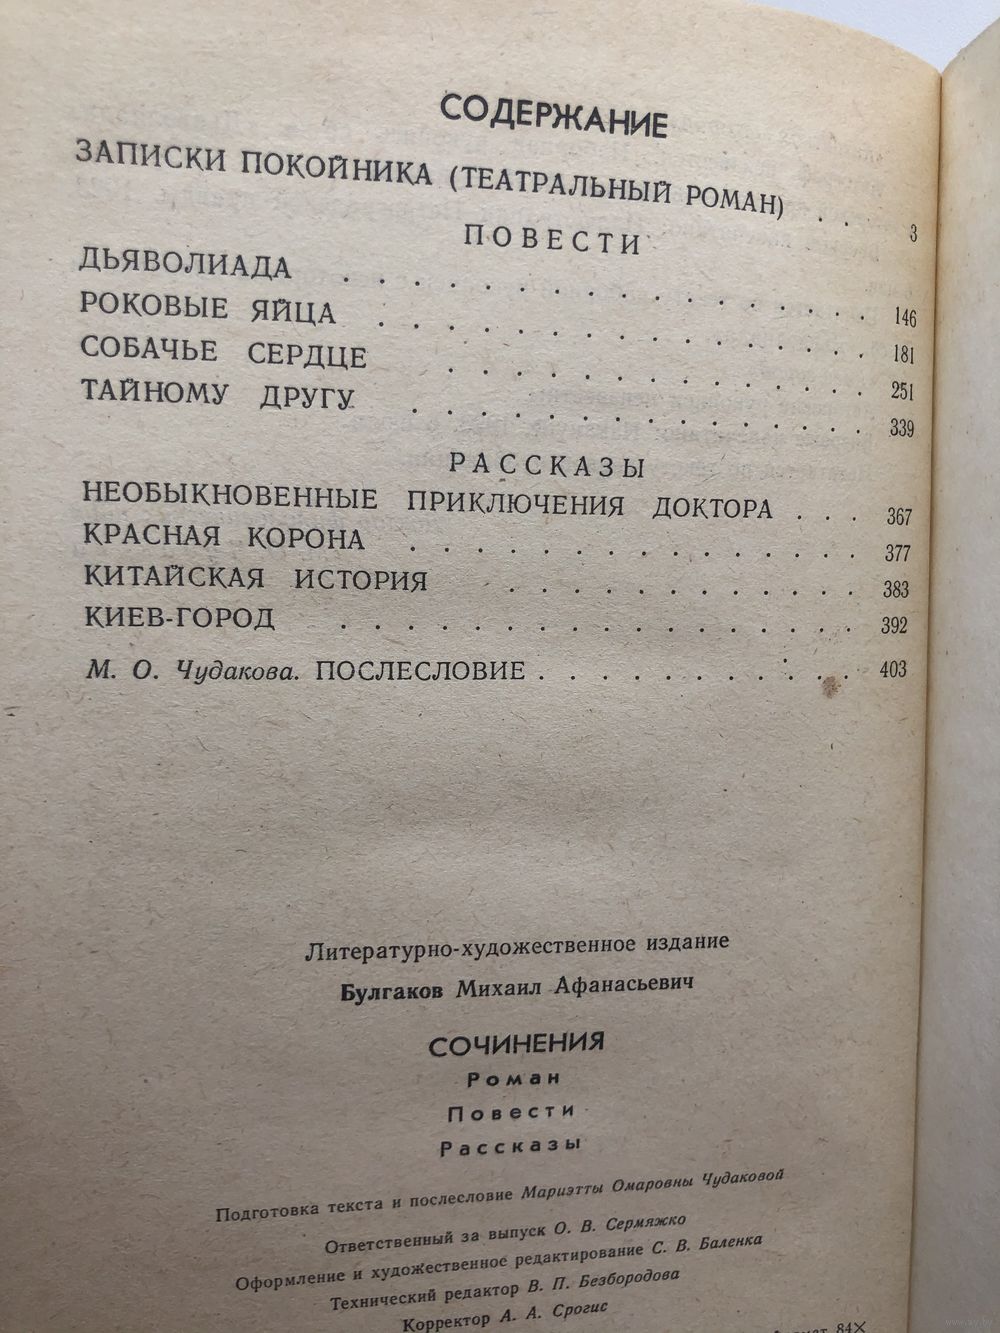 СОДЕРЖАНИЕ
ЗАПИСКИ ПОКОЙНИКА (ТЕАТРАЛЬНЫЙ РОМАН) . . . 3
ПОВЕСТИ
ДЬЯВОЛИАДА . . . . . . . . . . . . . . . . 146
РОКОВЫЕ ЯЙЦА . . . . . . . . . . . . . . 181
СОБАЧЬЕ СЕРДЦЕ . . . . . . . . . . . . 251
ТАЙНОМУ ДРУГУ . . . . . . . . . . . . . 339
РАССКАЗЫ
НЕОБЫКНОВЕННЫЕ ПРИКЛЮЧЕНИЯ ДОКТОРА . . . 367
КРАСНАЯ КОРОНА . . . . . . . . . . . . . . 377
КИТАЙСКАЯ ИСТОРИЯ . . . . . . . . . . . 383
КИЕВ-ГОРОД . . . . . . . . . . . . . . . . 392
М. О. Чудакова. ПОСЛЕСЛОВИЕ . . . . . . . . . . 403
Литературно-художественное издание
Булгаков Михаил Афанасьевич
СОЧИНЕНИЯ
Роман
Повести
Рассказы
Подготовка текста и послесловие Мариэтты Омаровны Чудаковой
Ответственный за выпуск О. В. Сермяжко
Оформление и художественное редактирование С. В. Баленка
Технический редактор В. П. Безбородова
Корректор А. А. Срогис
84×